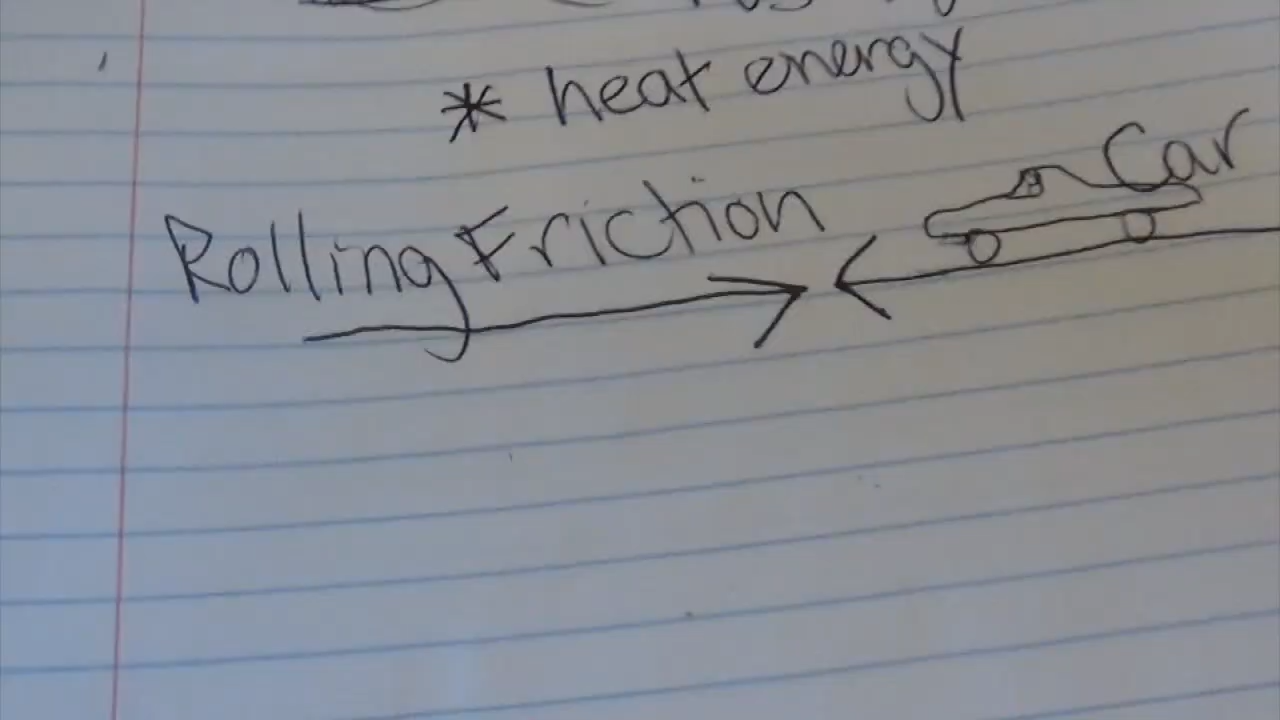 * heat energy
Car
Rolling Friction